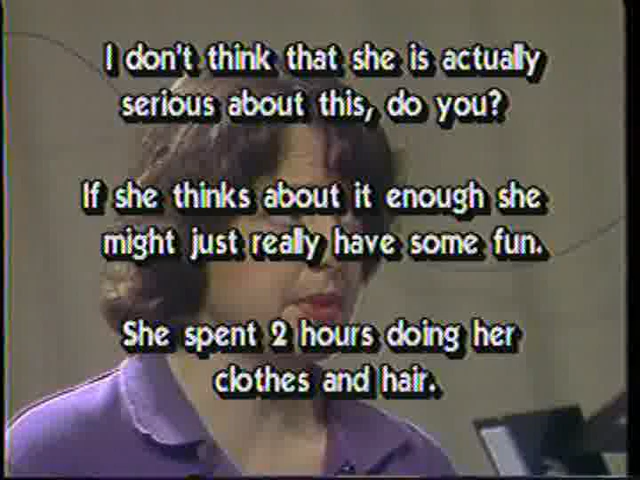 I don't think that she is actually
serious about this, do you?
If she thinks about it enough she
might just really have some fun.
She spent 2 hours doing her
clothes and hair.